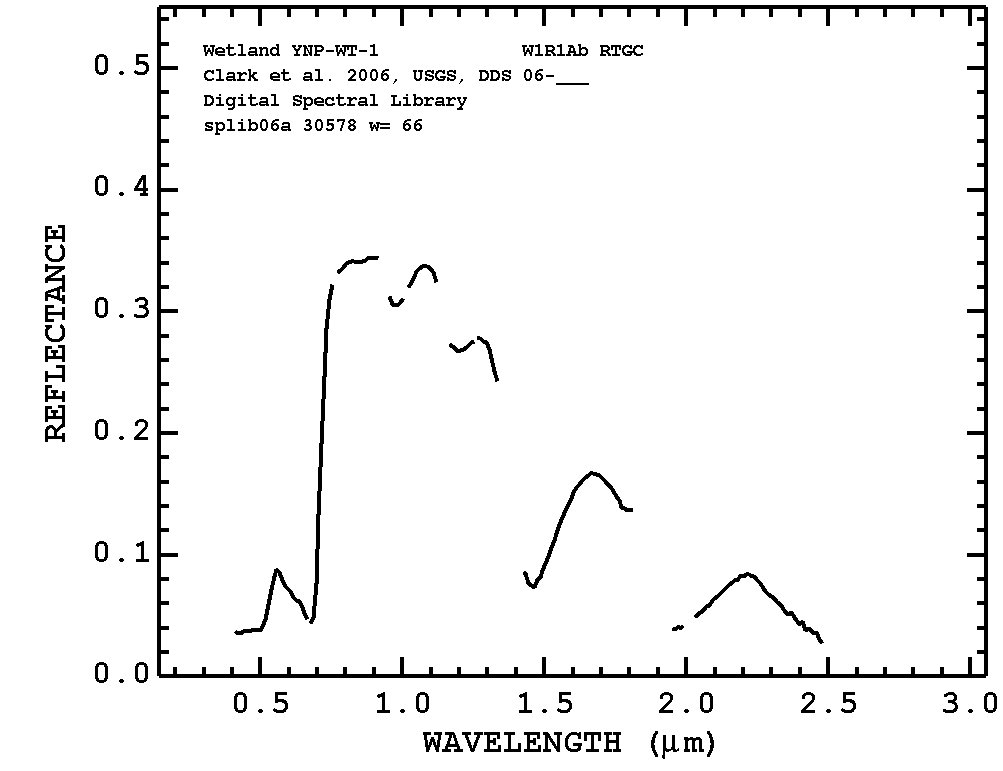 Wetland YNP-WT-1 W1R1Ab RTGC
Clark et al. 2006, USGS, DDS 06-___
Digital Spectral Library
splib06a 30578 w= 66
0.5
0.4
0.3
0.2
0.1
0.0
REFLECTANCE
0.5 1.0 1.5 2.0 2.5 3.0
WAVELENGTH (μm)